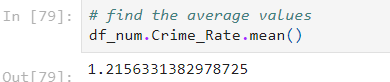 In [79]: # find the average values
df_num.Crime_Rate.mean()
1.2156331382978725
Out[79]: